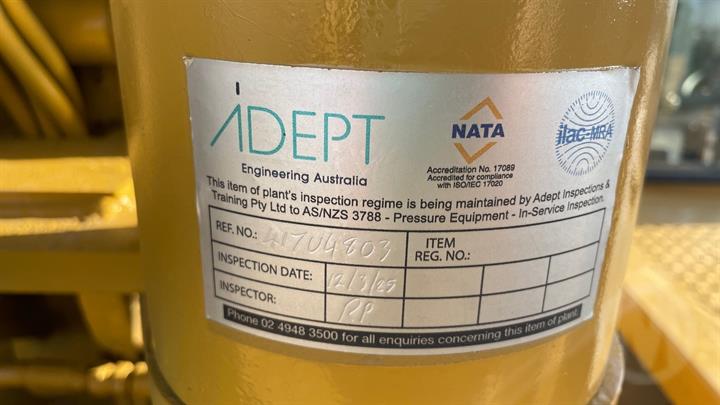 ADEPT
Engineering Australia
NATA
Accreditation No. 17089
Accredited for compliance
with ISO/IEC 17020
ilac-MRA
This item of plant's inspection regime is being maintained by Adept Inspections &
Training Pty Ltd to AS/NZS 3788 - Pressure Equipment - In-Service Inspection.
REF. NO.: 417U4803
ITEM
REG. NO.:
INSPECTION DATE: 12/3/25
INSPECTOR: RP
Phone 02 4948 3500 for all enquiries concerning this item of plant.